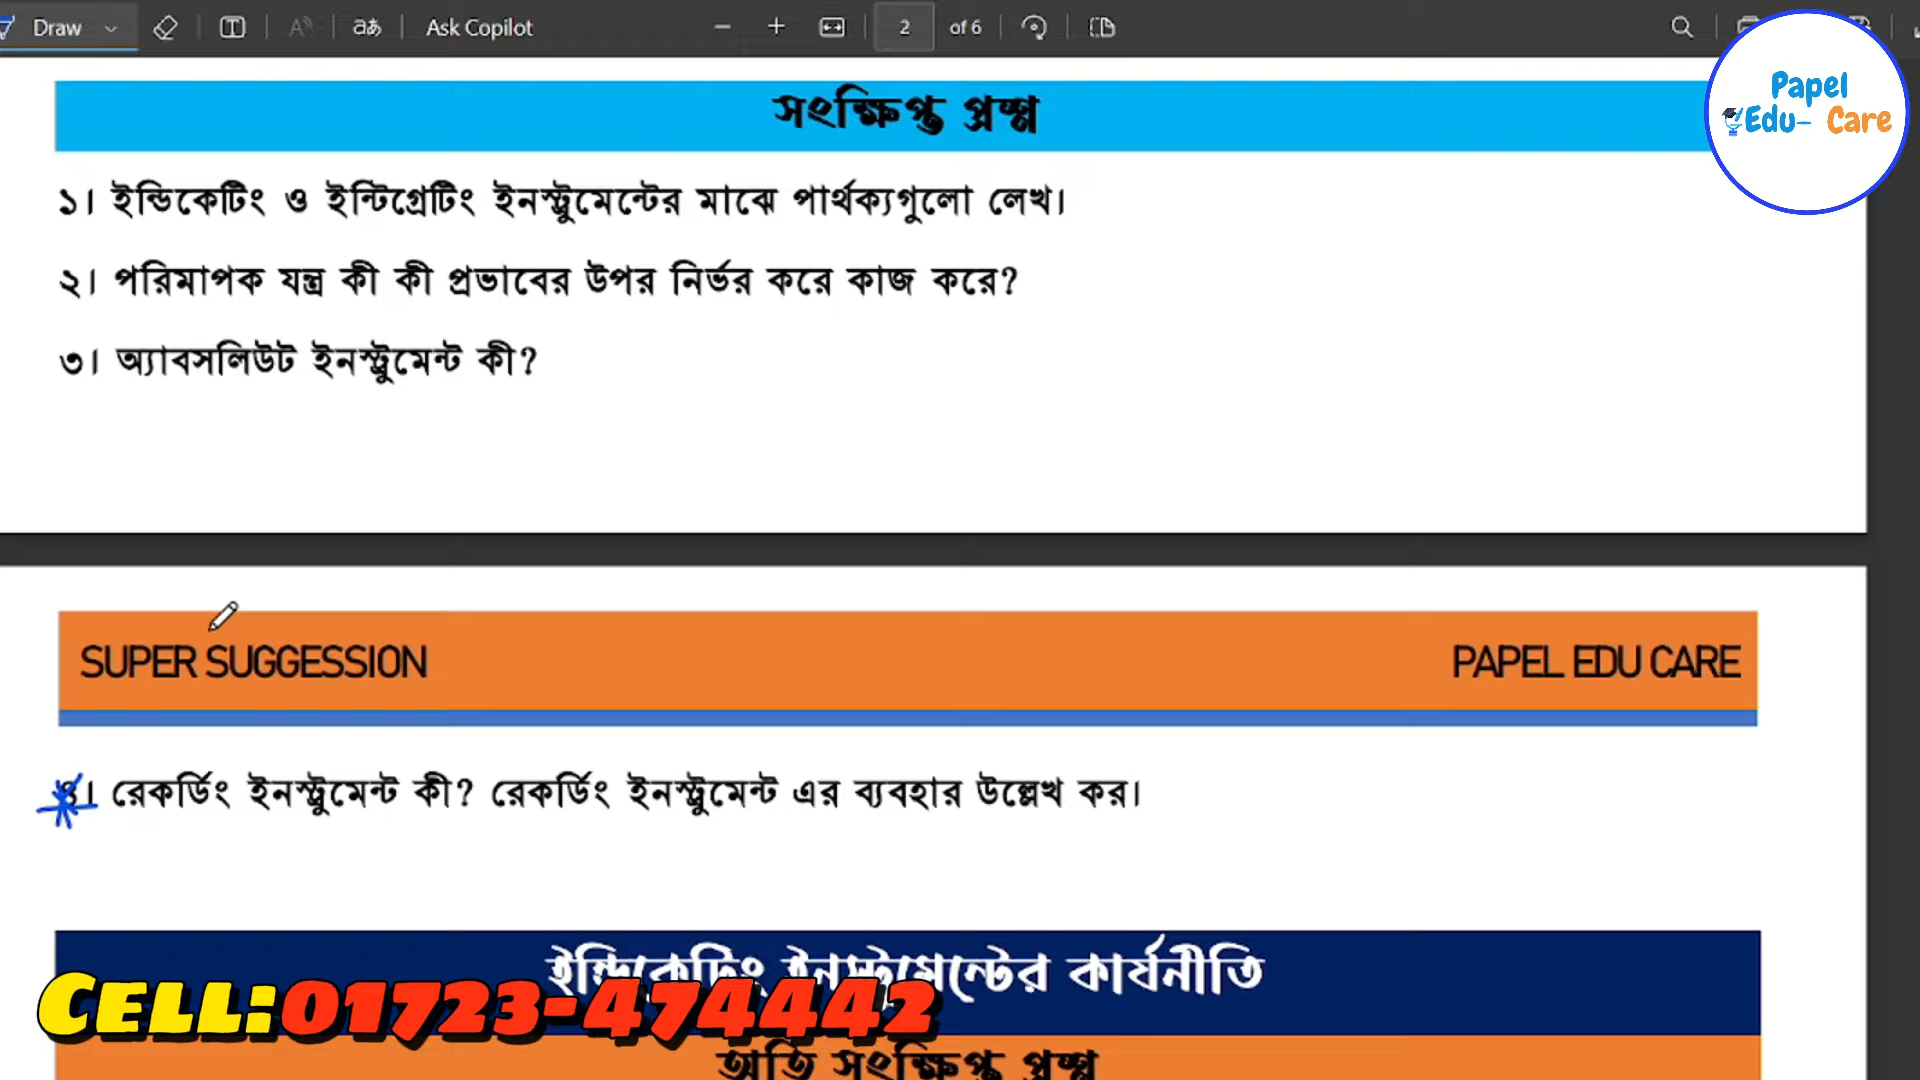 Draw
aあ
Ask Copilot
2
of 6
Papel
Edu- Care
সংক্ষিপ্ত প্রশ্ন
১। ইন্ডিকেটিং ও ইন্টিগ্রেটিং ইনস্ট্রুমেন্টের মাঝে পার্থক্যগুলো লেখ।
২। পরিমাপক যন্ত্র কী কী প্রভাবের উপর নির্ভর করে কাজ করে?
৩। অ্যাবসলিউট ইনস্ট্রুমেন্ট কী?
SUPER SUGGESSION
PAPEL EDU CARE
৪। রেকর্ডিং ইনস্ট্রুমেন্ট কী? রেকর্ডিং ইনস্ট্রুমেন্ট এর ব্যবহার উল্লেখ কর।
ইন্ডিকেটিং ইনস্ট্রুমেন্টের কার্যনীতি
CELL:01723-474442
অতি সংক্ষিপ্ত প্রশ্ন